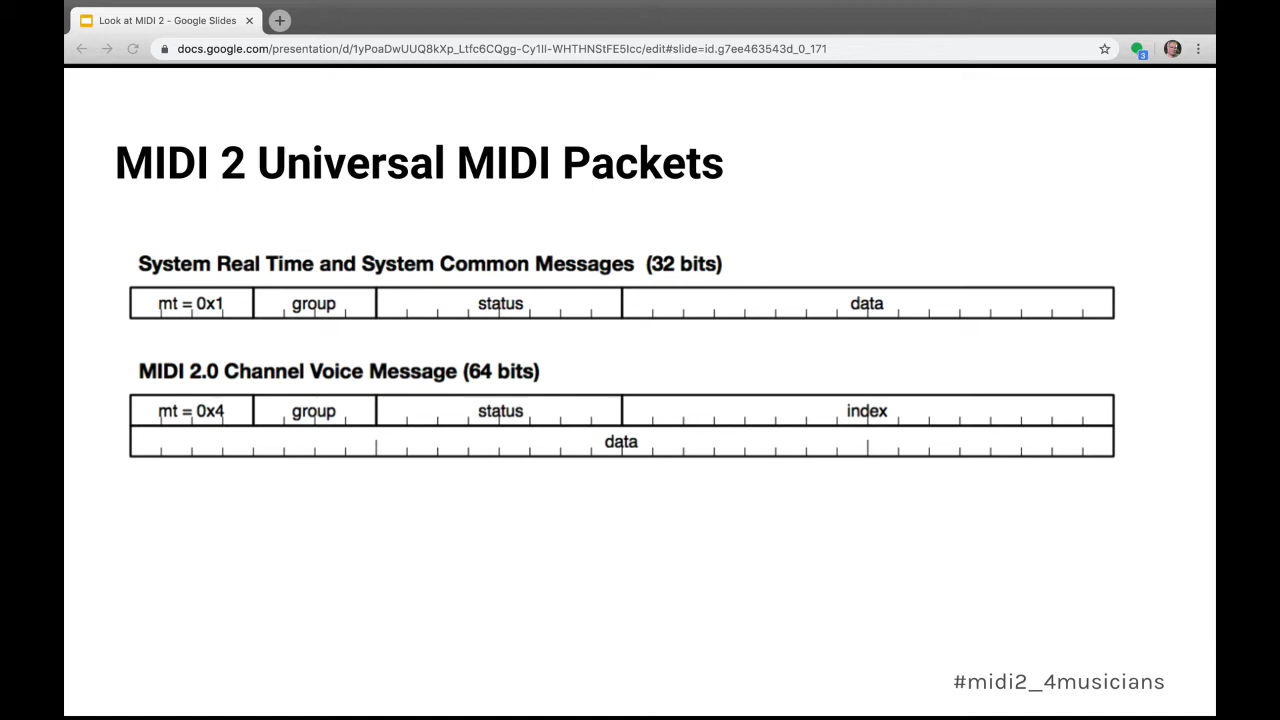 Look at MIDI 2 - Google Slides
docs.google.com/presentation/d/1yPoaDwUUQ8kXp_Ltfc6CQgg-Cy1lI-WHTHNStFE5Icc/edit#slide=id.g7ee463543d_0_171
3
MIDI 2 Universal MIDI Packets
System Real Time and System Common Messages (32 bits)
mt = 0x1 group status data
MIDI 2.0 Channel Voice Message (64 bits)
mt = 0x4 group status index
data
#midi2_4musicians